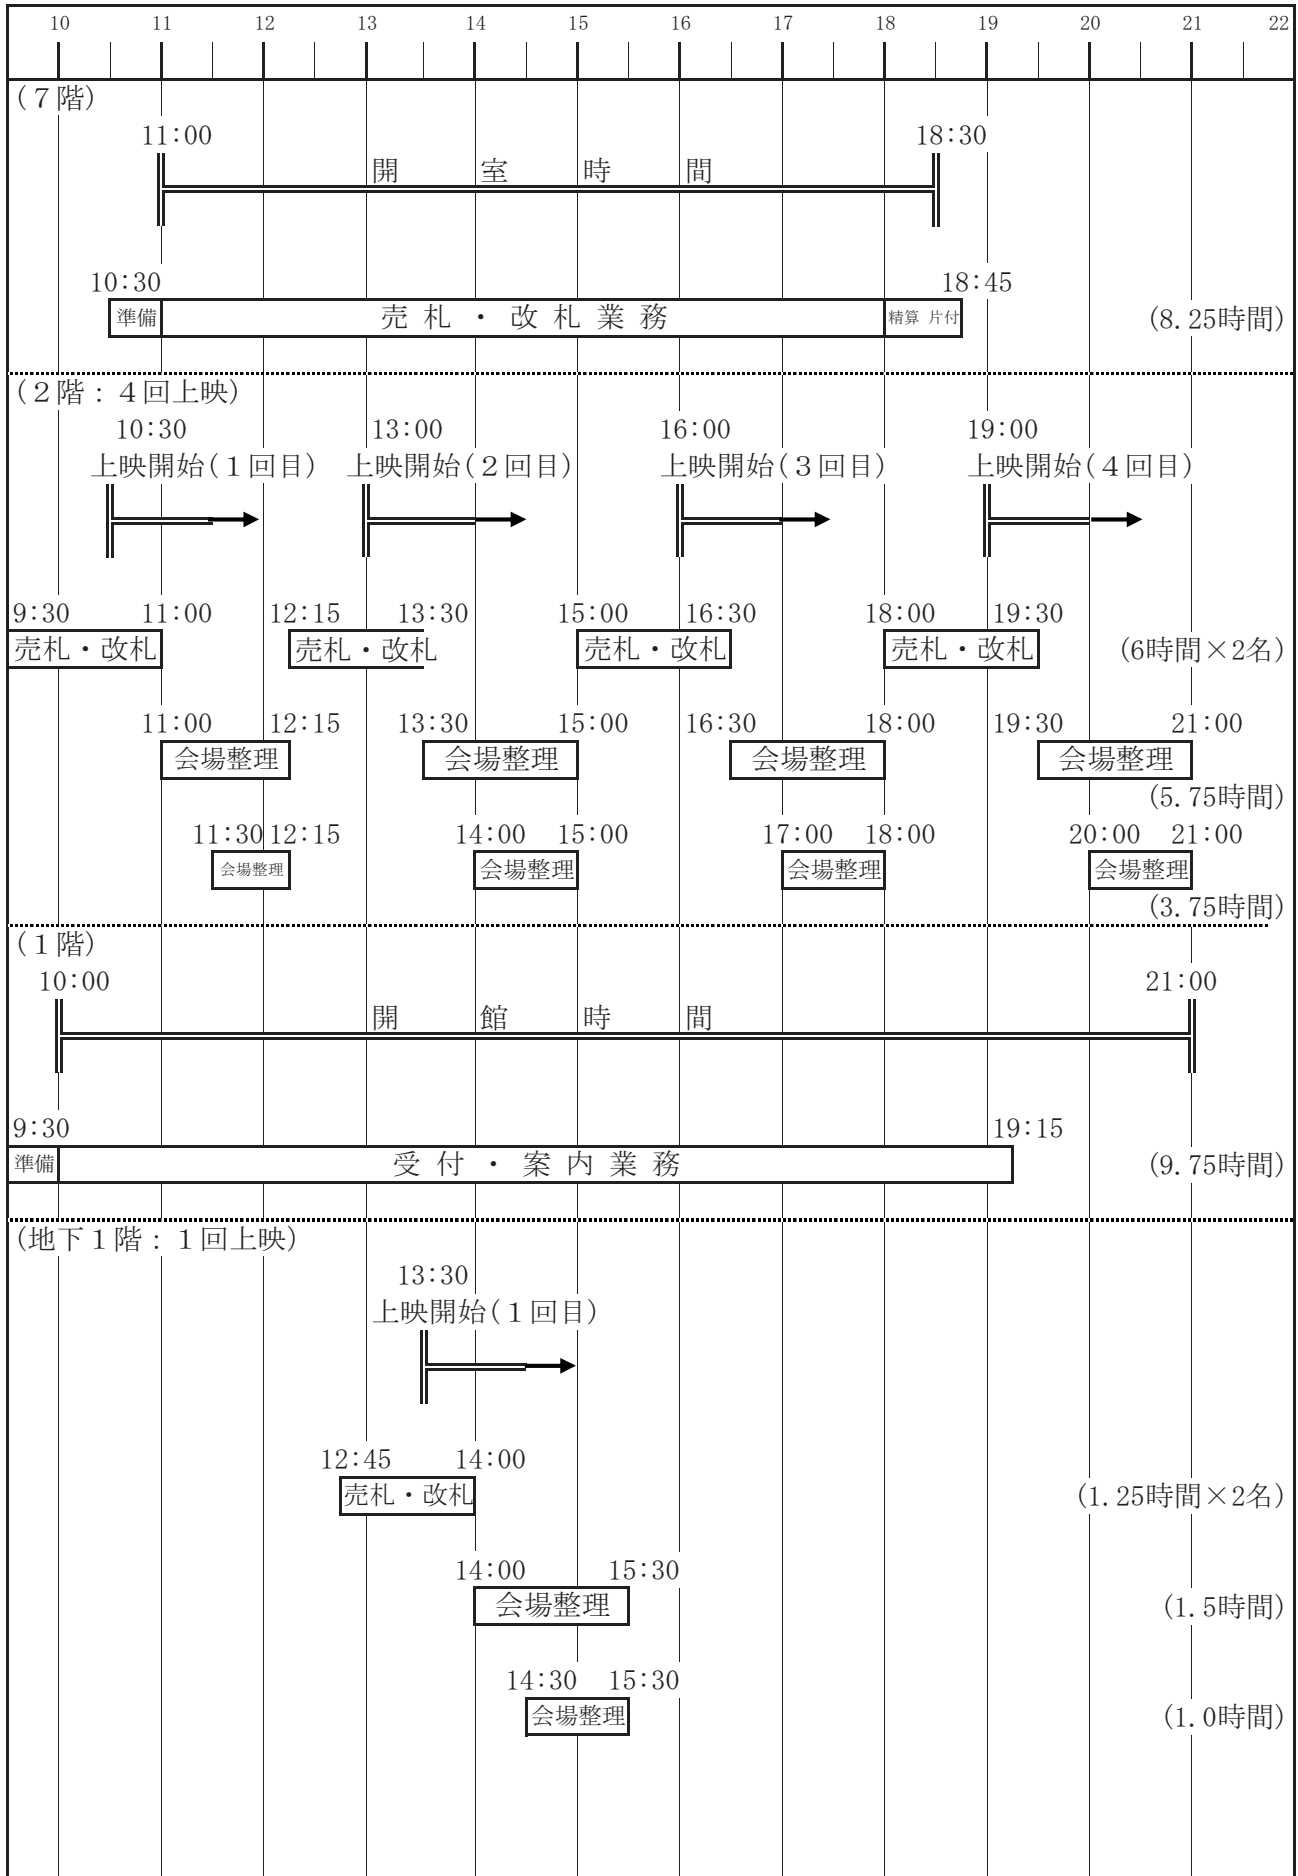 10 11 12 13 14 15 16 17 18 19 20 21 22
(７階)
11:00 18:30
開 室 時 間
10:30 18:45
準備 売 札 ・ 改 札 業 務 精算 片付 (8.25時間)
(２階：４回上映)
10:30 13:00 16:00 19:00
上映開始(１回目) 上映開始(２回目) 上映開始(３回目) 上映開始(４回目)
9:30 11:00 12:15 13:30 15:00 16:30 18:00 19:30
売札・改札 売札・改札 売札・改札 売札・改札 (6時間×2名)
11:00 12:15 13:30 15:00 16:30 18:00 19:30 21:00
会場整理 会場整理 会場整理 会場整理
(5.75時間)
11:30 12:15 14:00 15:00 17:00 18:00 20:00 21:00
会場整理 会場整理 会場整理 会場整理
(3.75時間)
(１階)
10:00 21:00
開 館 時 間
9:30 19:15
準備 受 付 ・ 案 内 業 務 (9.75時間)
(地下１階：１回上映)
13:30
上映開始(１回目)
12:45 14:00
売札・改札 (1.25時間×2名)
14:00 15:30
会場整理 (1.5時間)
14:30 15:30
会場整理 (1.0時間)